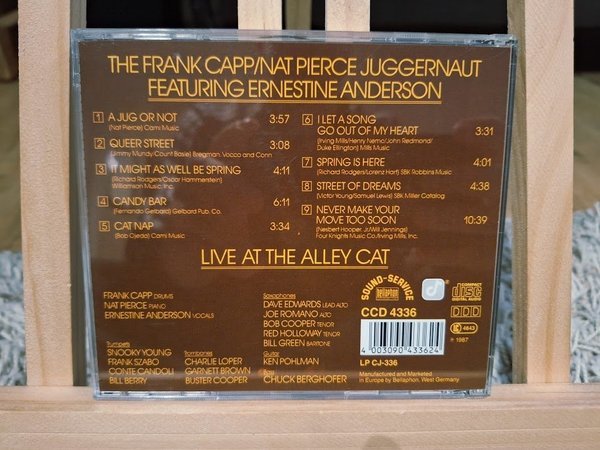 THE FRANK CAPP/NAT PIERCE JUGGERNAUT
FEATURING ERNESTINE ANDERSON
1 A JUG OR NOT 3:57
(Nat Pierce) Cami Music
2 QUEER STREET 3:08
(Jimmy Mundy/Count Basie) Bregman, Vocco and Conn
3 IT MIGHT AS WELL BE SPRING 4:11
(Richard Rodgers/Oscar Hammerstein)
Williamson Music, Inc.
4 CANDY BAR 6:11
(Fernando Gelbard) Gelbard Pub. Co.
5 CAT NAP 3:34
(Bob Ojeda) Cami Music
6 I LET A SONG
GO OUT OF MY HEART 3:31
(Irving Mills/Henry Nemo/John Redmond/
Duke Ellington) Mills Music
7 SPRING IS HERE 4:01
(Richard Rodgers/Lorenz Hart) SBK Robbins Music
8 STREET OF DREAMS 4:38
(Victor Young/Samuel Lewis) SBK Miller Catalog
9 NEVER MAKE YOUR
MOVE TOO SOON 10:39
(Nesbert Hooper, Jr./Will Jennings)
Four Knights Music Co./Irving Mills, Inc.
LIVE AT THE ALLEY CAT
FRANK CAPP DRUMS
NAT PIERCE PIANO
ERNESTINE ANDERSON VOCALS
Trumpets
SNOOKY YOUNG
FRANK SZABO
CONTE CANDOLI
BILL BERRY
Trombones
CHARLIE LOPER
GARNETT BROWN
BUSTER COOPER
Saxophones
DAVE EDWARDS LEAD ALTO
JOE ROMANO ALTO
BOB COOPER TENOR
RED HOLLOWAY TENOR
BILL GREEN BARITONE
Guitar
KEN POHLMAN
Bass
CHUCK BERGHOFER
SOUND-SERVICE
bellaphon
CCD 4336
4 003090 433624
LP CJ-336
COMPACT
disc
DIGITAL AUDIO
DDD
4643
℗ 1987
Manufactured and Marketed
in Europe by Bellaphon, West Germany